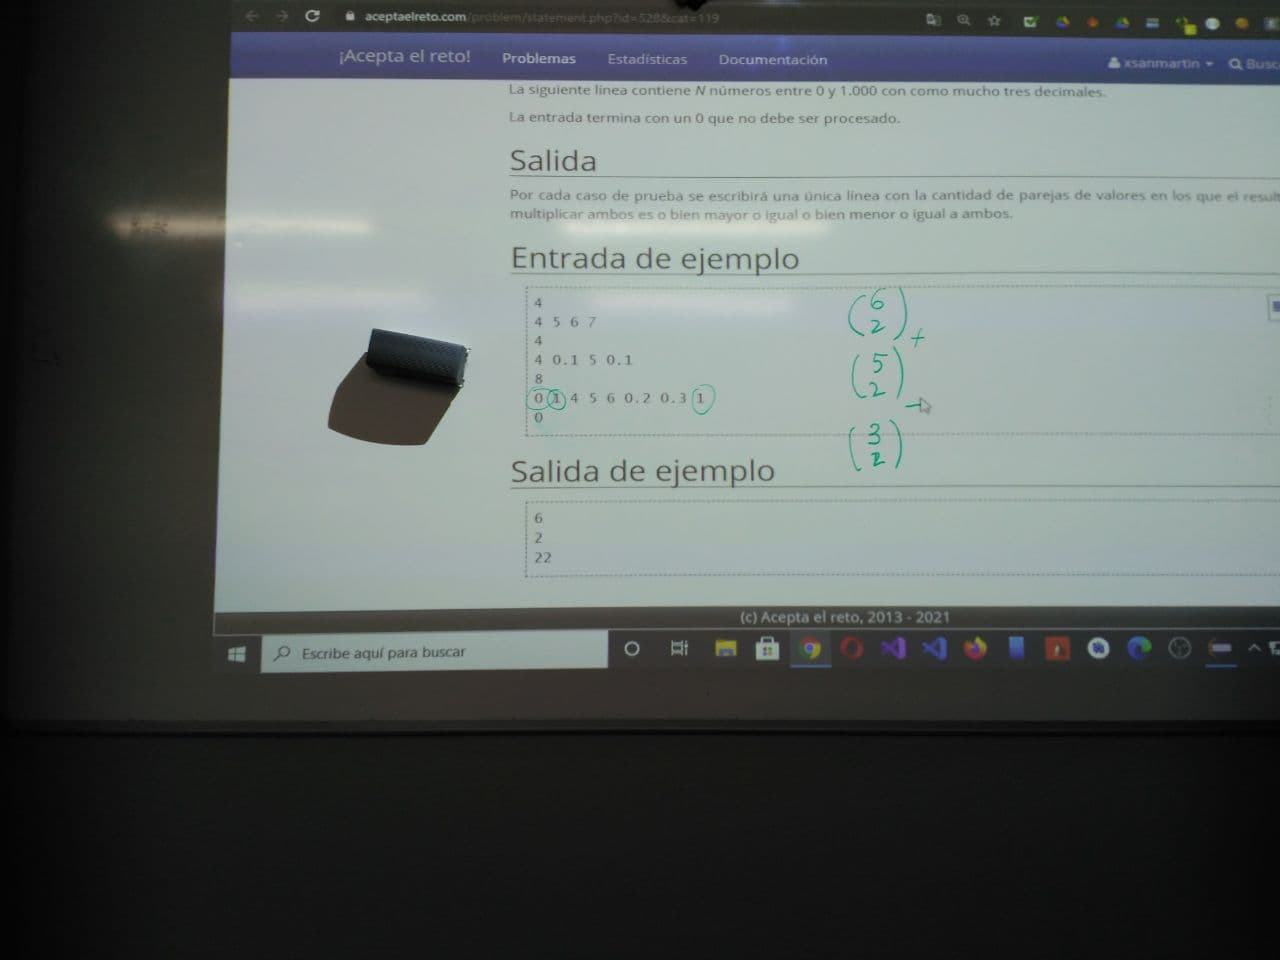 aceptaelreto.com/problem/statement.php?id=528&cat=119
¡Acepta el reto! Problemas Estadísticas Documentación xsanmartin Busc
La siguiente línea contiene N números entre 0 y 1.000 con como mucho tres decimales.
La entrada termina con un 0 que no debe ser procesado.
Salida
Por cada caso de prueba se escribirá una única línea con la cantidad de parejas de valores en los que el result
multiplicar ambos es o bien mayor o igual o bien menor o igual a ambos.
Entrada de ejemplo
4
4 5 6 7
4
4 0.1 5 0.1
8
0 1 4 5 6 0.2 0.3 1
0
(6
2) +
(5
2) -
(3
2)
Salida de ejemplo
6
2
22
(c) Acepta el reto, 2013 - 2021
Escribe aquí para buscar